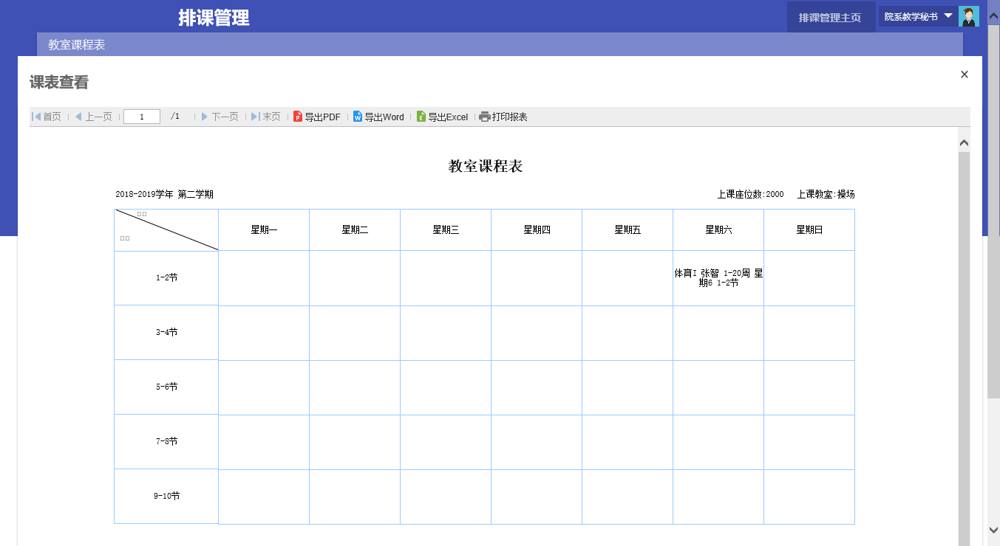 排课管理
排课管理主页
院系教学秘书
教室课程表
课表查看
首页 上一页 1 /1 下一页 末页 导出PDF 导出Word 导出Excel 打印报表
教室课程表
2018-2019学年 第二学期
上课座位数:2000 上课教室:操场
星期一 星期二 星期三 星期四 星期五 星期六 星期日
1-2节
体育I 张智 1-20周 星
期6 1-2节
3-4节
5-6节
7-8节
9-10节